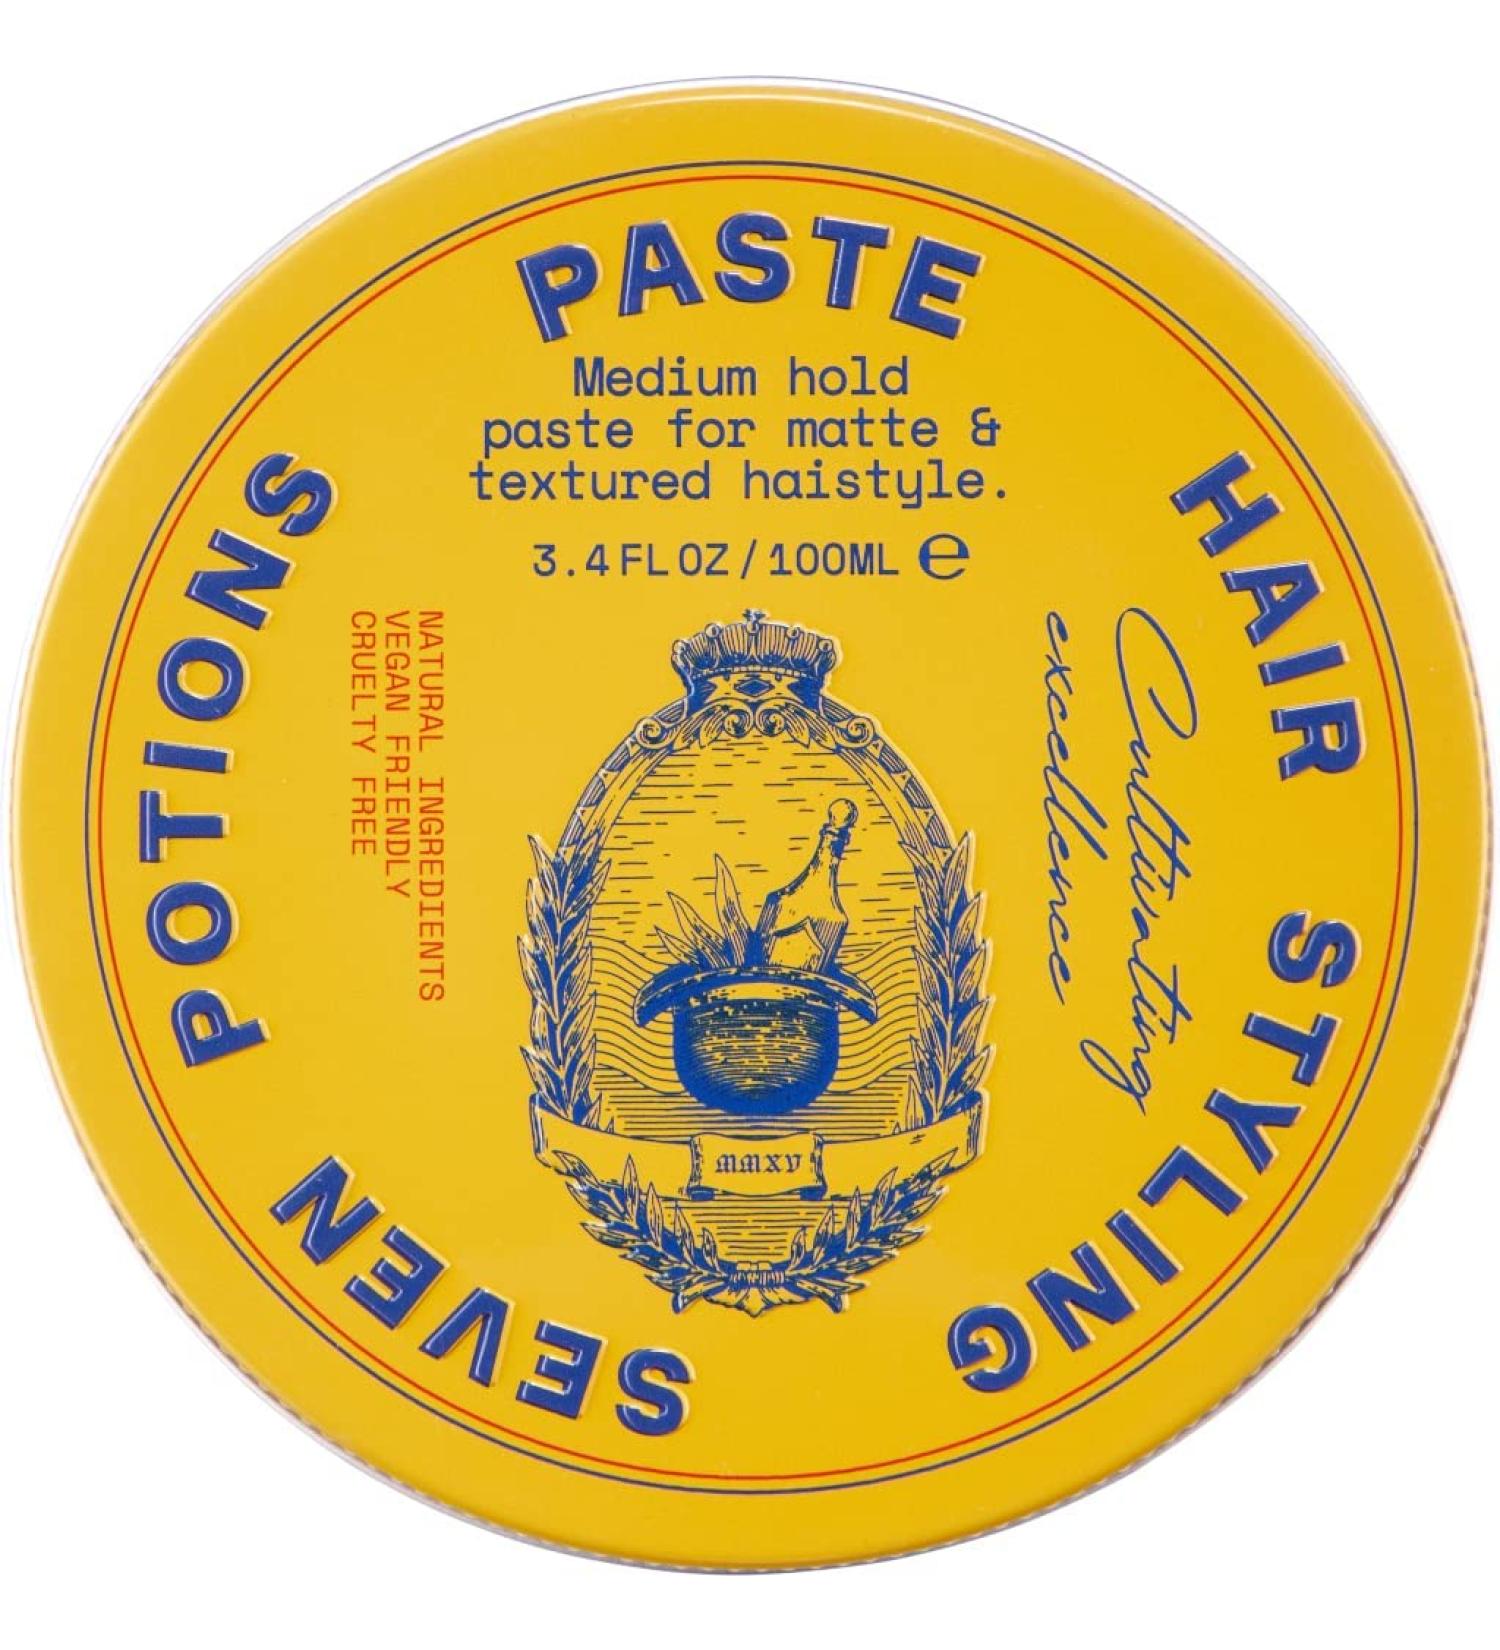 SEVEN POTIONS
PASTE
HAIR STYLING
Medium hold
paste for matte &
textured haistyle.
3.4 FL OZ / 100ML ℮
NATURAL INGREDIENTS
VEGAN FRIENDLY
CRUELTY FREE
Cultivating
excellence
MMXV